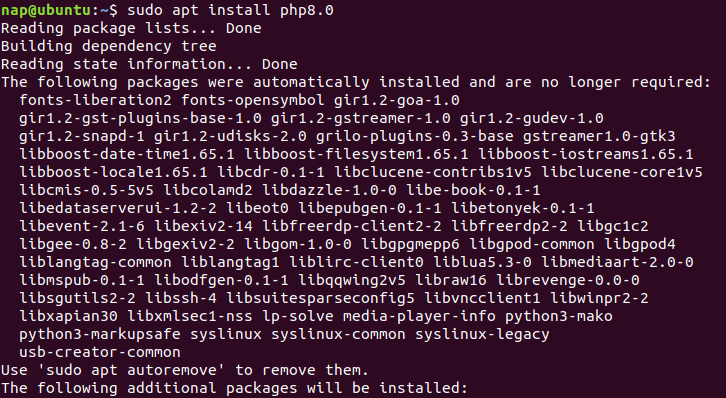 nap@ubuntu:~$ sudo apt install php8.0
Reading package lists... Done
Building dependency tree
Reading state information... Done
The following packages were automatically installed and are no longer required:
  fonts-liberation2 fonts-opensymbol gir1.2-goa-1.0
  gir1.2-gst-plugins-base-1.0 gir1.2-gstreamer-1.0 gir1.2-gudev-1.0
  gir1.2-snapd-1 gir1.2-udisks-2.0 grilo-plugins-0.3-base gstreamer1.0-gtk3
  libboost-date-time1.65.1 libboost-filesystem1.65.1 libboost-iostreams1.65.1
  libboost-locale1.65.1 libcdr-0.1-1 libclucene-contribs1v5 libclucene-core1v5
  libcmis-0.5-5v5 libcolamd2 libdazzle-1.0-0 libe-book-0.1-1
  libedataserverui-1.2-2 libeot0 libepubgen-0.1-1 libetonyek-0.1-1
  libevent-2.1-6 libexiv2-14 libfreerdp-client2-2 libfreerdp2-2 libgc1c2
  libgee-0.8-2 libgexiv2-2 libgom-1.0-0 libgpgmepp6 libgpod-common libgpod4
  liblangtag-common liblangtag1 liblirc-client0 liblua5.3-0 libmediaart-2.0-0
  libmspub-0.1-1 libodfgen-0.1-1 libqqwing2v5 libraw16 librevenge-0.0-0
  libsgutils2-2 libssh-4 libsuitesparseconfig5 libvncclient1 libwinpr2-2
  libxapian30 libxmlsec1-nss lp-solve media-player-info python3-mako
  python3-markupsafe syslinux syslinux-common syslinux-legacy
  usb-creator-common
Use 'sudo apt autoremove' to remove them.
The following additional packages will be installed: